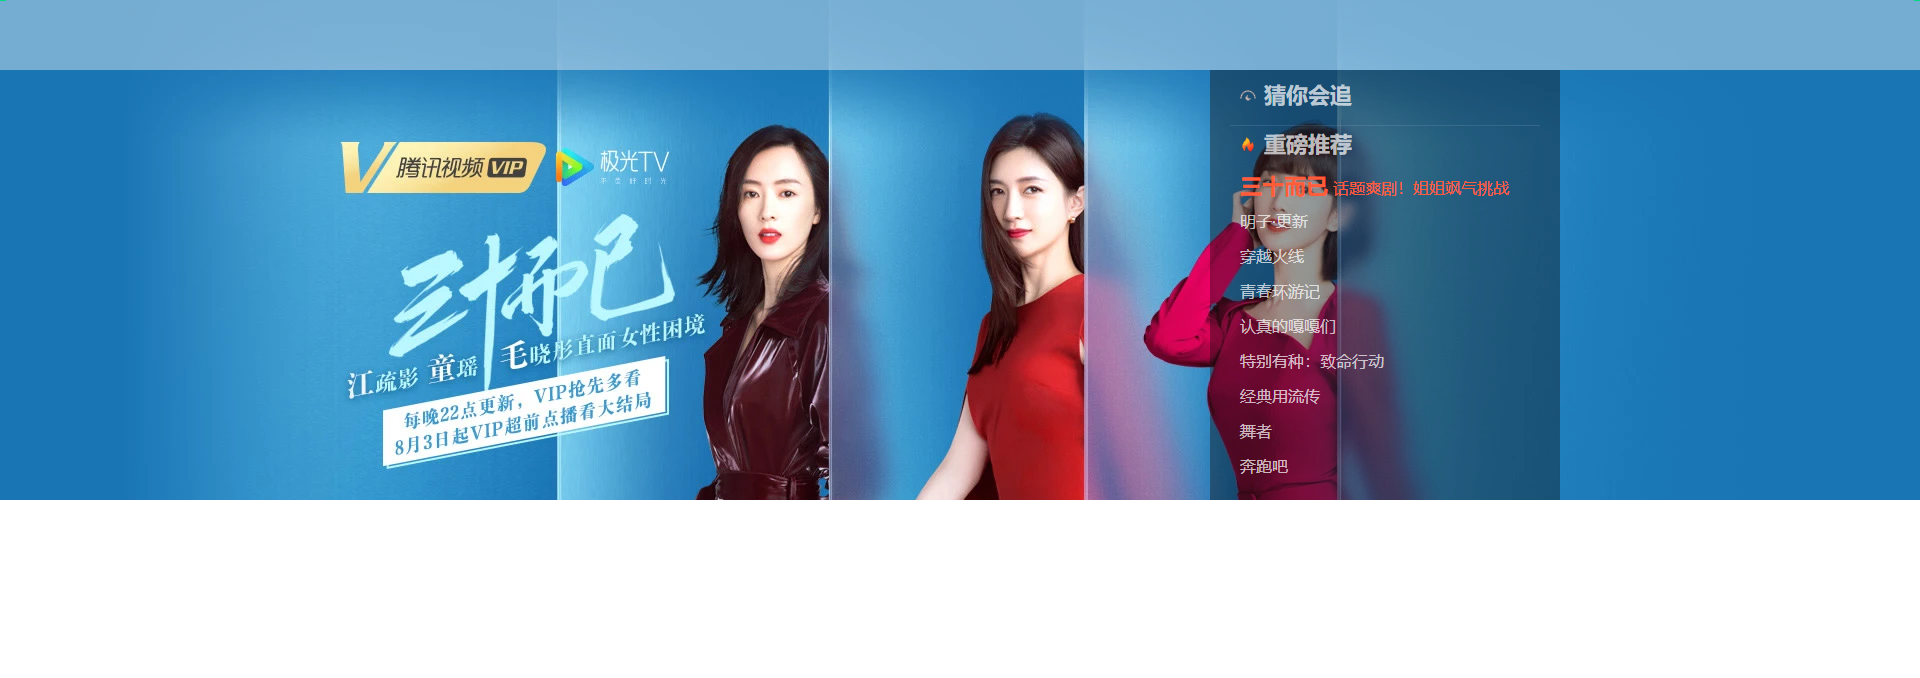 腾讯视频 VIP
极光TV
三十而已
江疏影 童瑶 毛晓彤直面女性困境
每晚22点更新，VIP抢先多看
8月3日起VIP超前点播看大结局
猜你会追
重磅推荐
三十而已 话题爽剧！姐姐飒气挑战
明子·更新
穿越火线
青春环游记
认真的嘎嘎们
特别有种：致命行动
经典用流传
舞者
奔跑吧